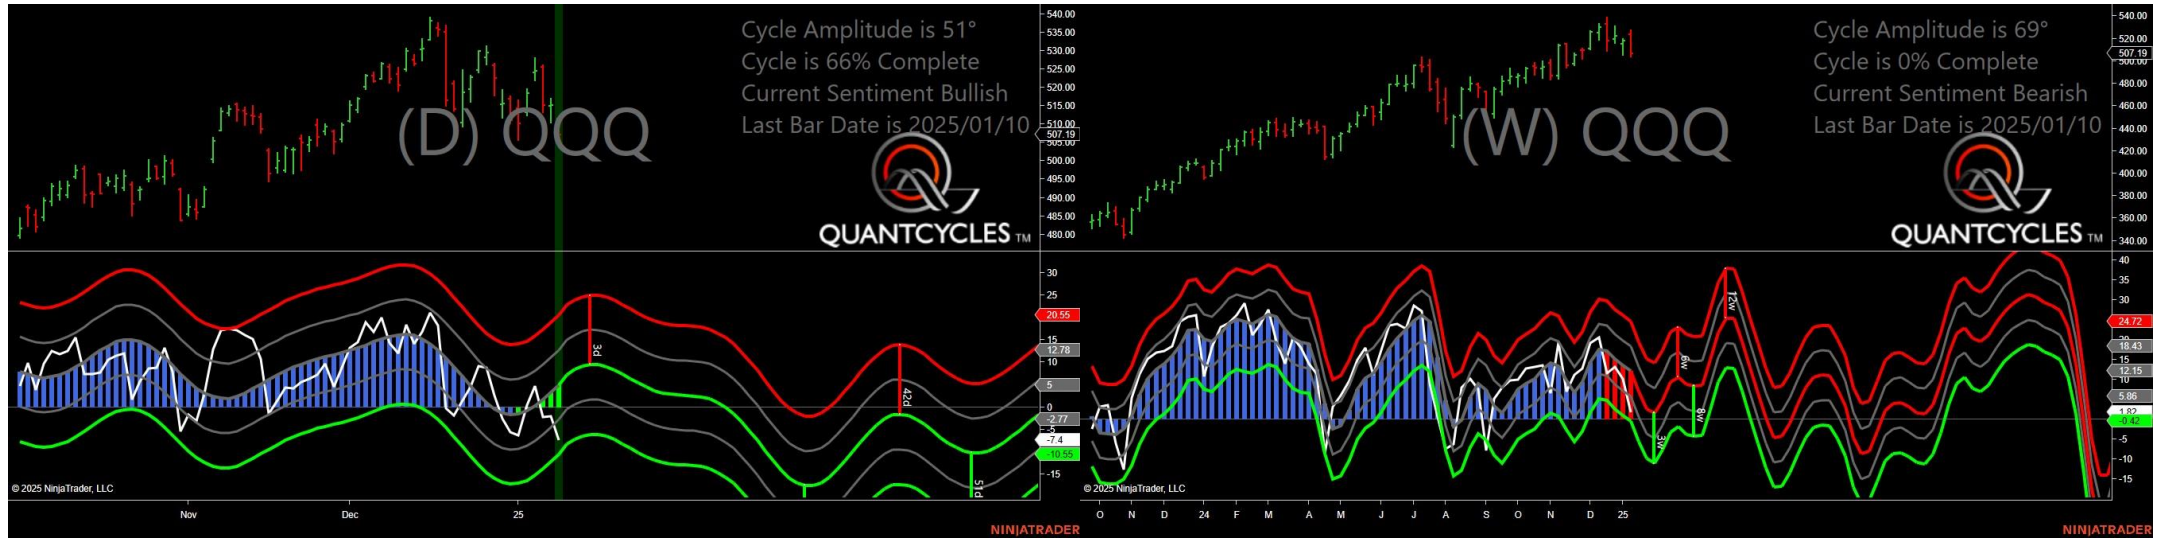 Cycle Amplitude is 51°
Cycle is 66% Complete
Current Sentiment Bullish
Last Bar Date is 2025/01/10
(D) QQQ
QUANTCYCLES TM
540.00
535.00
530.00
525.00
520.00
515.00
510.00
507.19
505.00
500.00
495.00
490.00
485.00
480.00
30
25
20.55
15
12.78
5
0
-2.77
-5
-7.4
-10.55
-15
3d
42d
51d
© 2025 NinjaTrader, LLC
Nov
Dec
25
NINJATRADER
Cycle Amplitude is 69°
Cycle is 0% Complete
Current Sentiment Bearish
Last Bar Date is 2025/01/10
(W) QQQ
QUANTCYCLES TM
540.00
520.00
507.19
500.00
480.00
460.00
440.00
420.00
400.00
380.00
360.00
340.00
40
35
30
24.72
18.43
15
12.15
10
5.86
1.82
-0.42
-5
-10
-15
12w
6w
8w
3w
© 2025 NinjaTrader, LLC
O N D 24 F M A M J J A S O N D 25
NINJATRADER